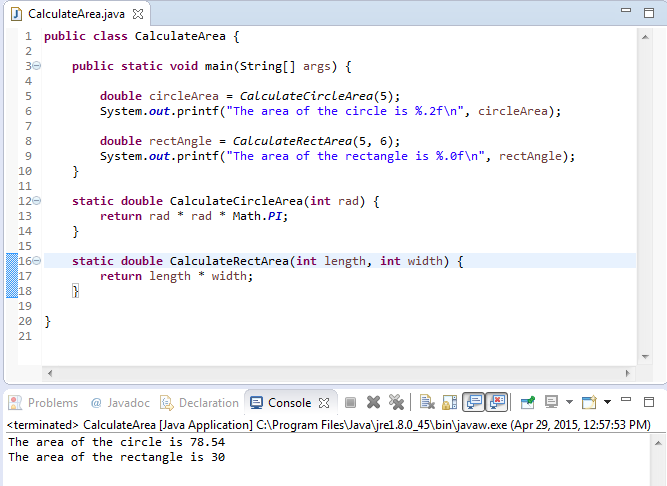 CalculateArea.java
1 public class CalculateArea {
2
3 public static void main(String[] args) {
4
5 double circleArea = CalculateCircleArea(5);
6 System.out.printf("The area of the circle is %.2f\n", circleArea);
7
8 double rectAngle = CalculateRectArea(5, 6);
9 System.out.printf("The area of the rectangle is %.0f\n", rectAngle);
10 }
11
12 static double CalculateCircleArea(int rad) {
13 return rad * rad * Math.PI;
14 }
15
16 static double CalculateRectArea(int length, int width) {
17 return length * width;
18 }
19
20 }
21
Problems @ Javadoc Declaration Console
<terminated> CalculateArea [Java Application] C:\Program Files\Java\jre1.8.0_45\bin\javaw.exe (Apr 29, 2015, 12:57:53 PM)
The area of the circle is 78.54
The area of the rectangle is 30